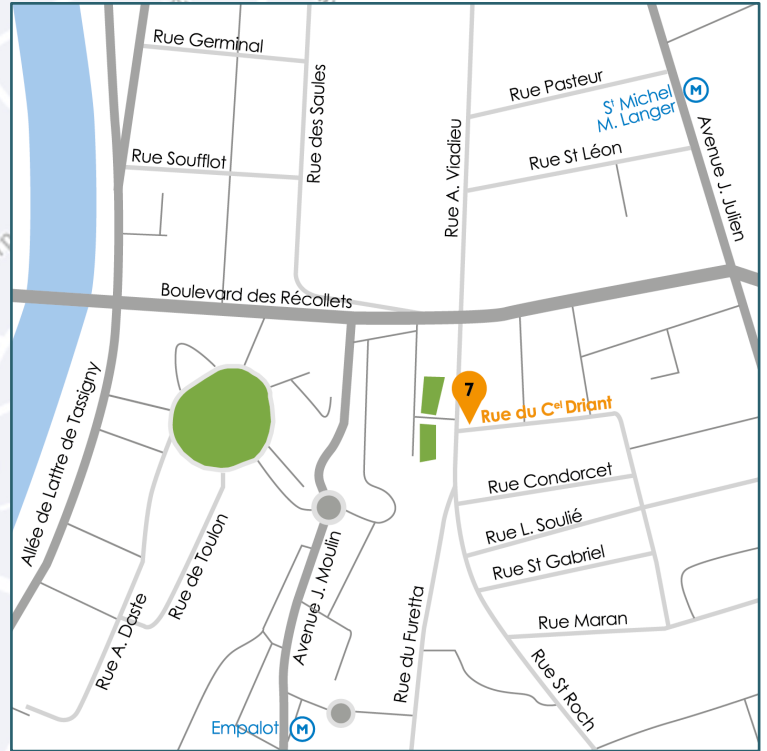 Rue Germinal
Rue des Saules
Rue Pasteur
St Michel
M. Langer
M
Rue Soufflot
Rue St Léon
Rue A. Viadieu
Avenue J. Julien
Boulevard des Récollets
Allée de Lattre de Tassigny
7
Rue du Cel Driant
Rue Condorcet
Rue L. Soulié
Rue St Gabriel
Rue de Toulon
Avenue J. Moulin
Rue A. Daste
Rue du Furetta
Rue Maran
Rue St Roch
Empalot
M